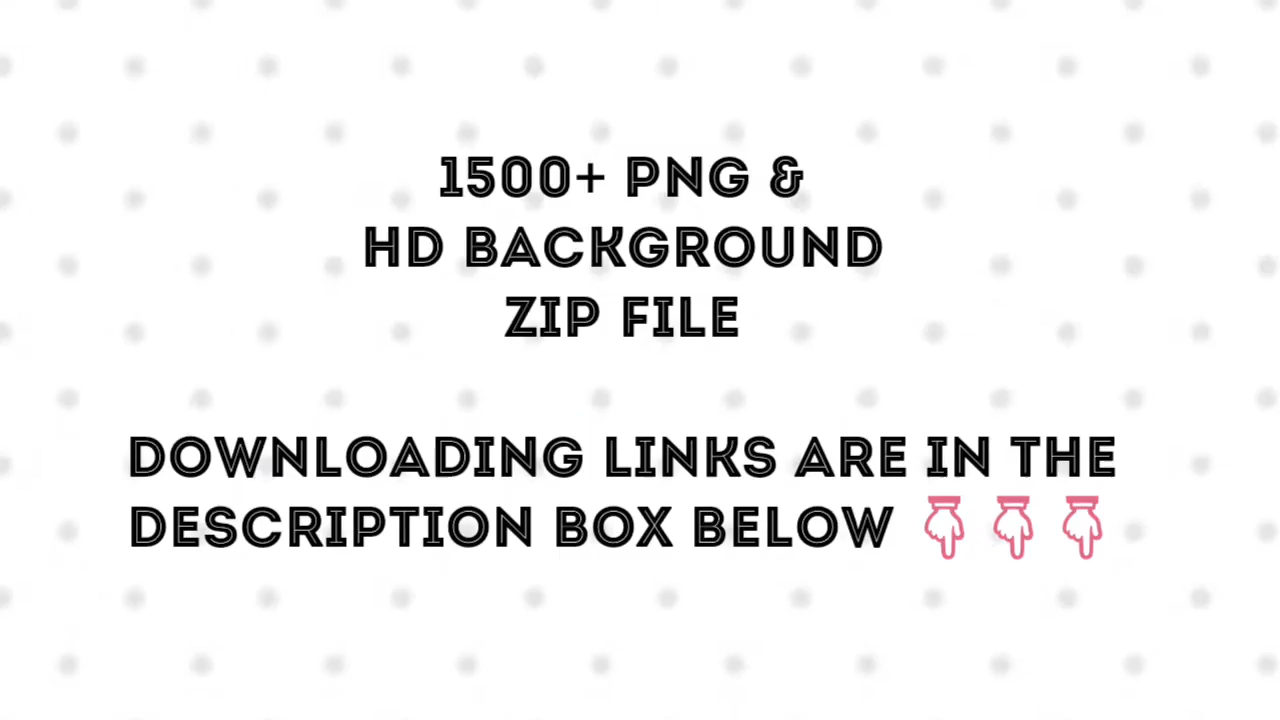 1500+ PNG &
HD BACKGROUND
ZIP FILE
DOWNLOADING LINKS ARE IN THE
DESCRIPTION BOX BELOW 👇👇👇